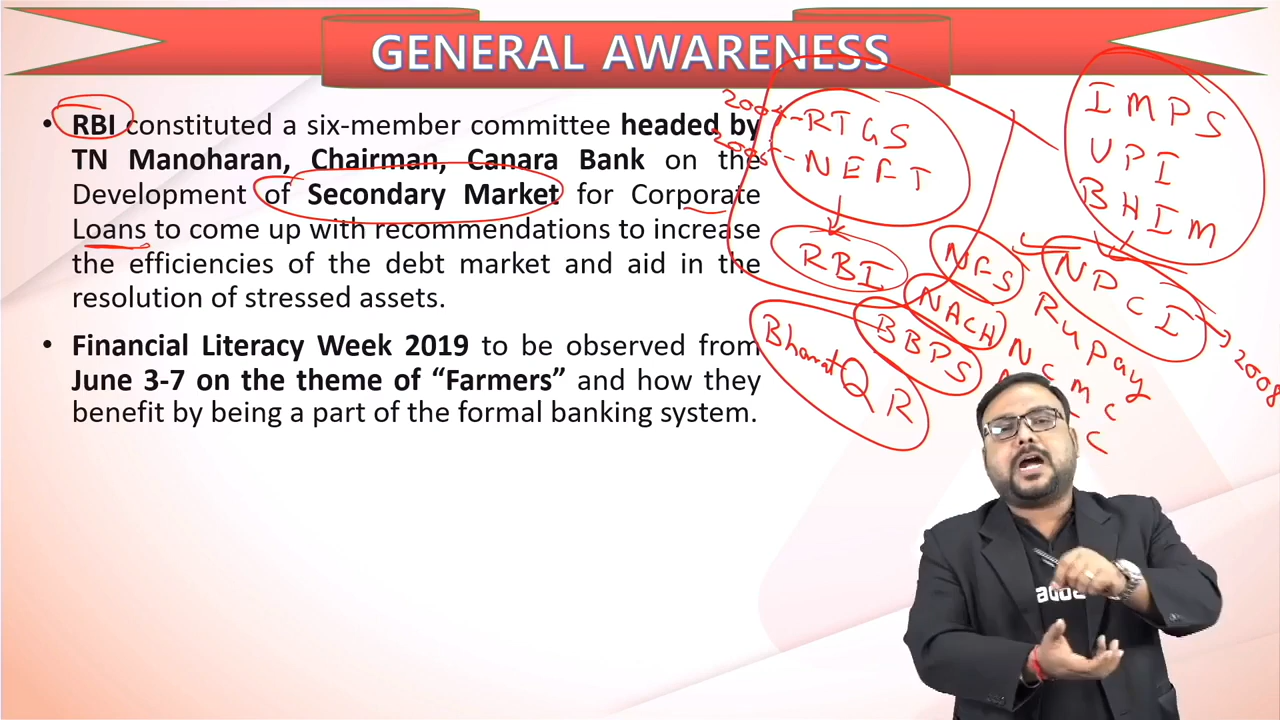 GENERAL AWARENESS
• RBI constituted a six-member committee headed by
TN Manoharan, Chairman, Canara Bank on the
Development of Secondary Market for Corporate
Loans to come up with recommendations to increase
the efficiencies of the debt market and aid in the
resolution of stressed assets.
• Financial Literacy Week 2019 to be observed from
June 3-7 on the theme of “Farmers” and how they
benefit by being a part of the formal banking system.
2004-RTGS
2005-NEFT
RBI
IMPS
UPI
BHIM
NPCI
2008
NFS
NACH
BBPS
Bharat QR
Rupay
NCMC
C